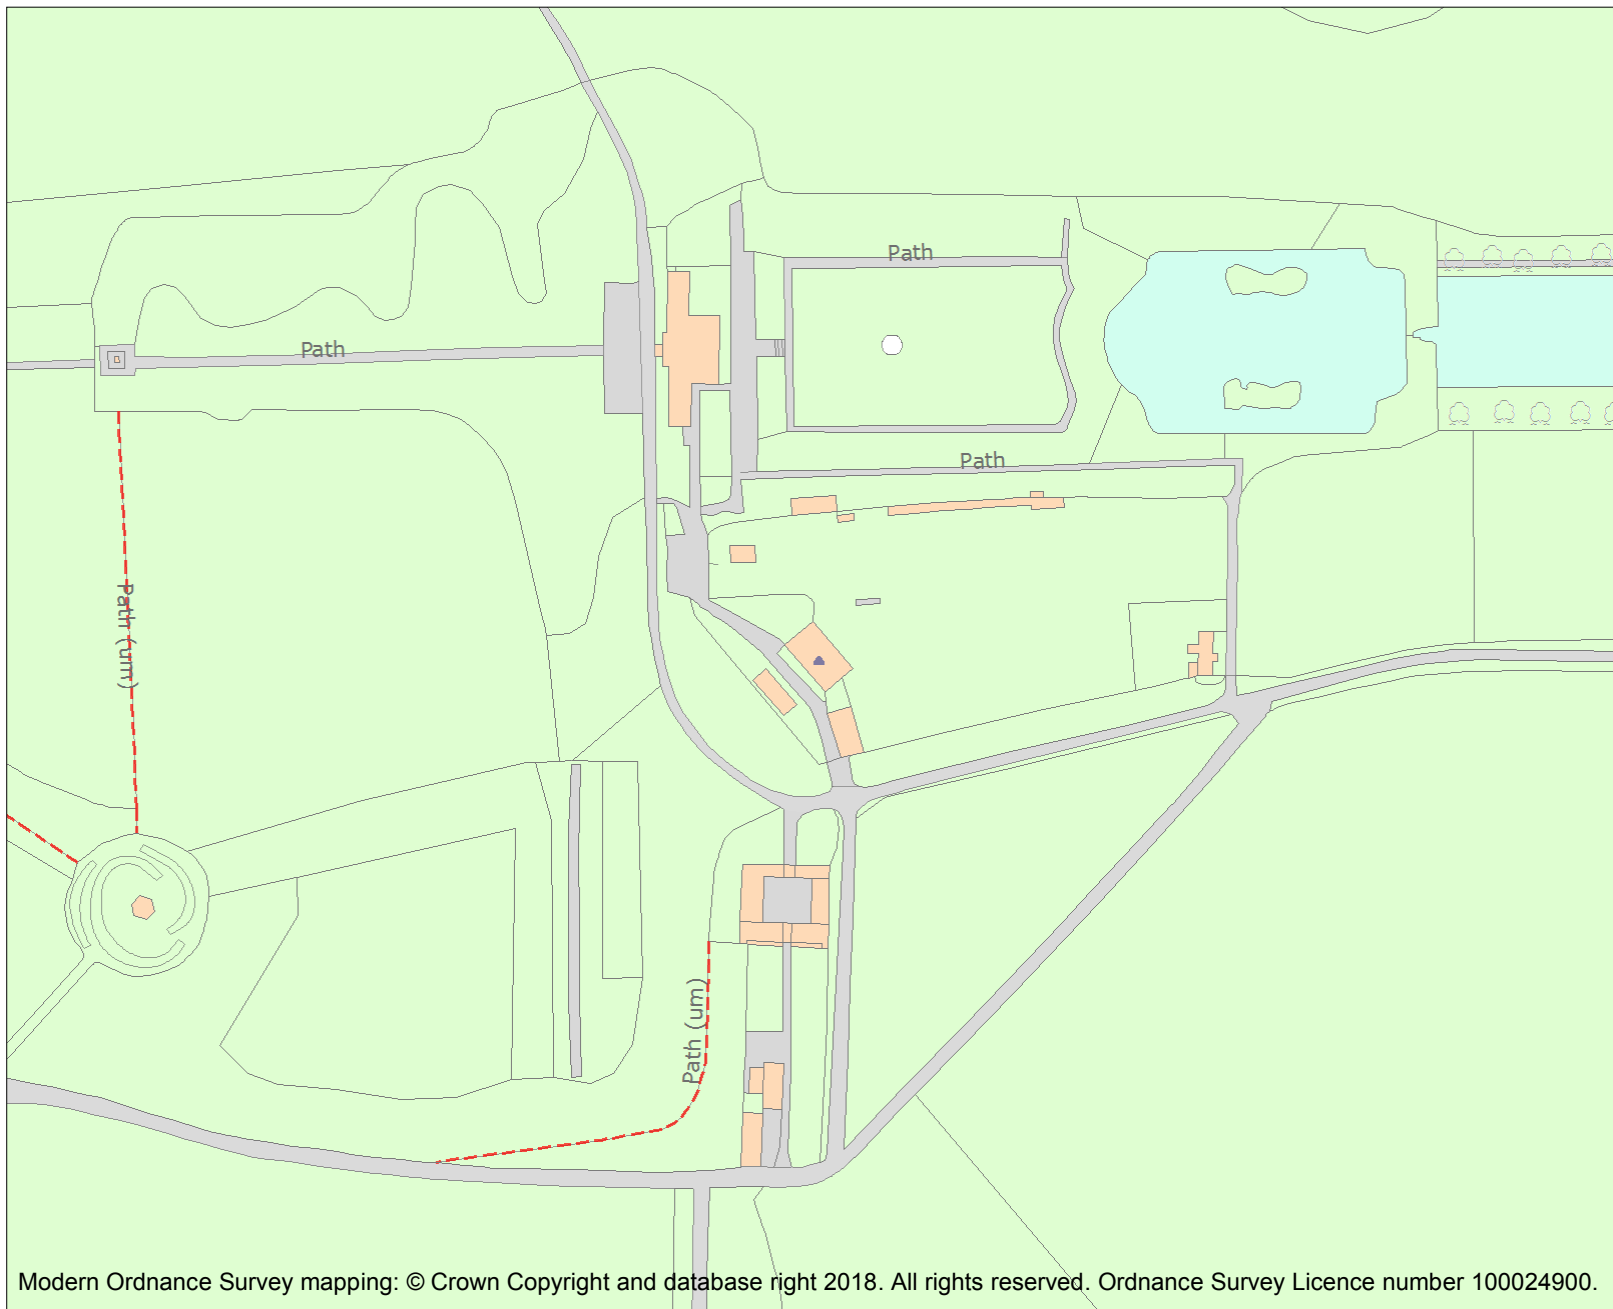 Path
Path
Path
Path (um)
Path (um)
Modern Ordnance Survey mapping: © Crown Copyright and database right 2018. All rights reserved. Ordnance Survey Licence number 100024900.